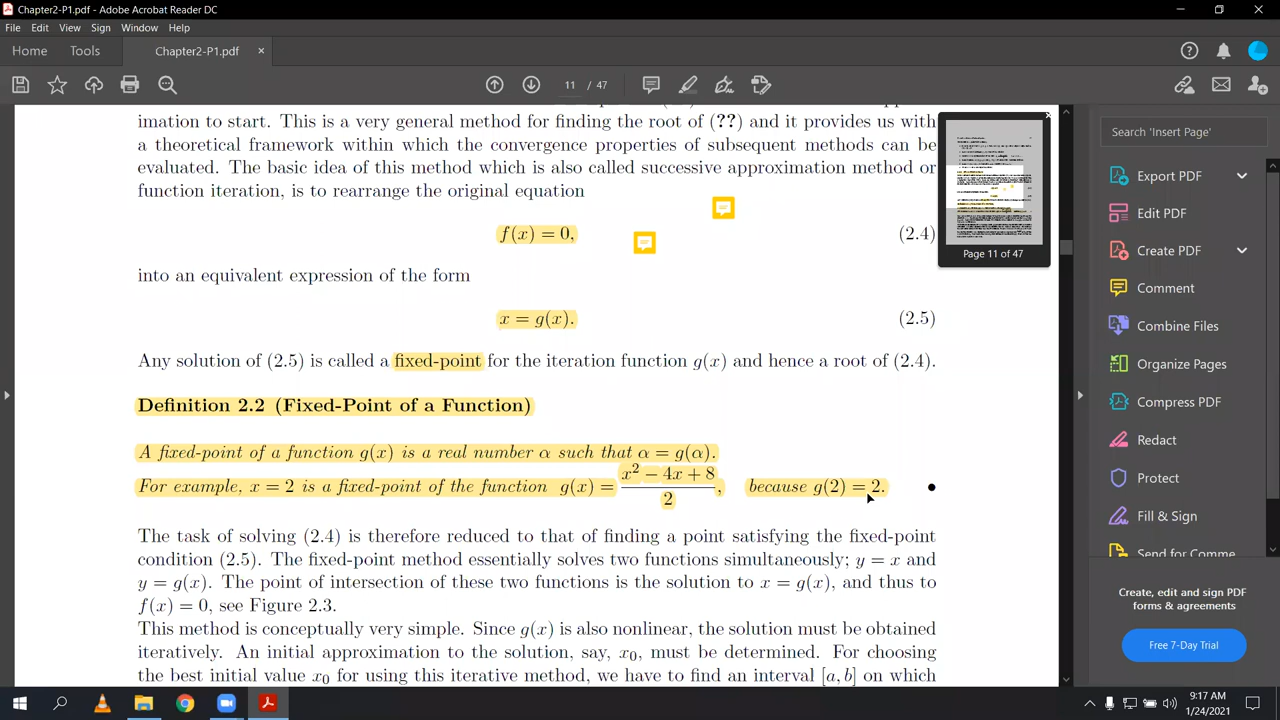 Chapter2-P1.pdf - Adobe Acrobat Reader DC
File Edit View Sign Window Help
Home Tools Chapter2-P1.pdf ×
11 / 47
imation to start. This is a very general method for finding the root of (??) and it provides us with
a theoretical framework within which the convergence properties of subsequent methods can be
evaluated. The basic idea of this method which is also called successive approximation method or
function iteration, is to rearrange the original equation
f(x) = 0, (2.4)
into an equivalent expression of the form
x = g(x). (2.5)
Any solution of (2.5) is called a fixed-point for the iteration function g(x) and hence a root of (2.4).
Definition 2.2 (Fixed-Point of a Function)
A fixed-point of a function g(x) is a real number α such that α = g(α).
For example, x = 2 is a fixed-point of the function g(x) = (x² − 4x + 8)/2, because g(2) = 2. •
The task of solving (2.4) is therefore reduced to that of finding a point satisfying the fixed-point
condition (2.5). The fixed-point method essentially solves two functions simultaneously; y = x and
y = g(x). The point of intersection of these two functions is the solution to x = g(x), and thus to
f(x) = 0, see Figure 2.3.
This method is conceptually very simple. Since g(x) is also nonlinear, the solution must be obtained
iteratively. An initial approximation to the solution, say, x₀, must be determined. For choosing
the best initial value x₀ for using this iterative method, we have to find an interval [a, b] on which
Page 11 of 47
Search 'Insert Page'
Export PDF
Edit PDF
Create PDF
Comment
Combine Files
Organize Pages
Compress PDF
Redact
Protect
Fill & Sign
Send for Comme
Create, edit and sign PDF
forms & agreements
Free 7-Day Trial
9:17 AM
1/24/2021